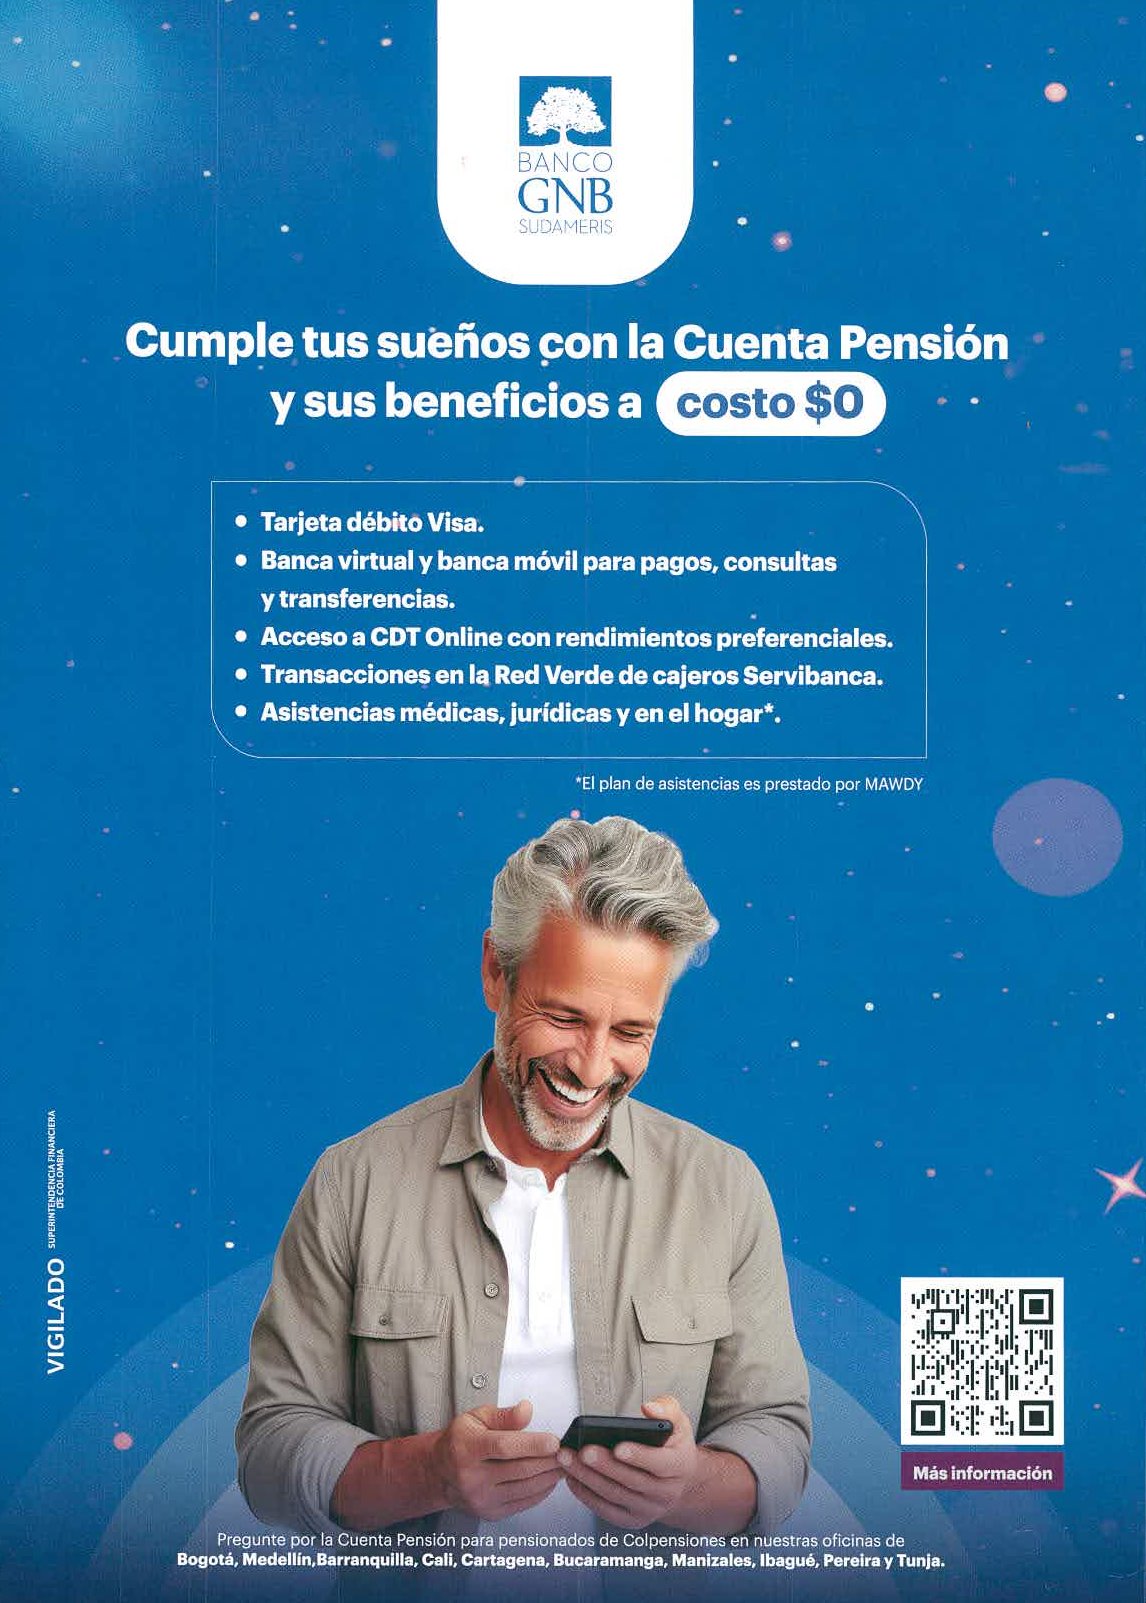 BANCO
GNB
SUDAMERIS
Cumple tus sueños con la Cuenta Pensión
y sus beneficios a costo $0
• Tarjeta débito Visa.
• Banca virtual y banca móvil para pagos, consultas
y transferencias.
• Acceso a CDT Online con rendimientos preferenciales.
• Transacciones en la Red Verde de cajeros Servibanca.
• Asistencias médicas, jurídicas y en el hogar*.
*El plan de asistencias es prestado por MAWDY
VIGILADO SUPERINTENDENCIA FINANCIERA
DE COLOMBIA
Más información
Pregunte por la Cuenta Pensión para pensionados de Colpensiones en nuestras oficinas de
Bogotá, Medellín,Barranquilla, Cali, Cartagena, Bucaramanga, Manizales, Ibagué, Pereira y Tunja.